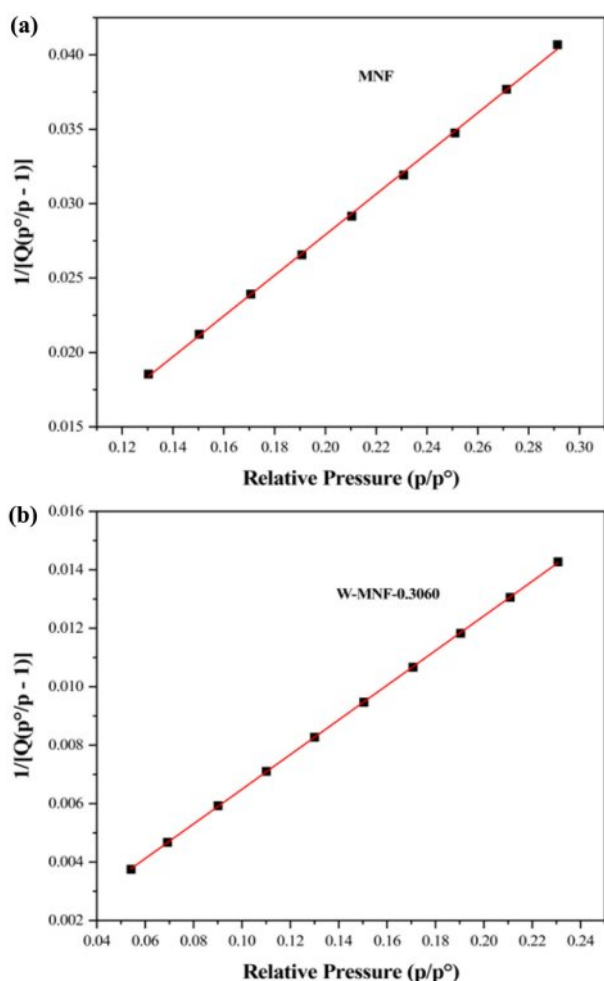 (a)
MNF
1/[Q(p°/p - 1)]
0.040
0.035
0.030
0.025
0.020
0.015
0.12 0.14 0.16 0.18 0.20 0.22 0.24 0.26 0.28 0.30
Relative Pressure (p/p°)
(b)
W-MNF-0.3060
1/[Q(p°/p - 1)]
0.016
0.014
0.012
0.010
0.008
0.006
0.004
0.002
0.04 0.06 0.08 0.10 0.12 0.14 0.16 0.18 0.20 0.22 0.24
Relative Pressure (p/p°)